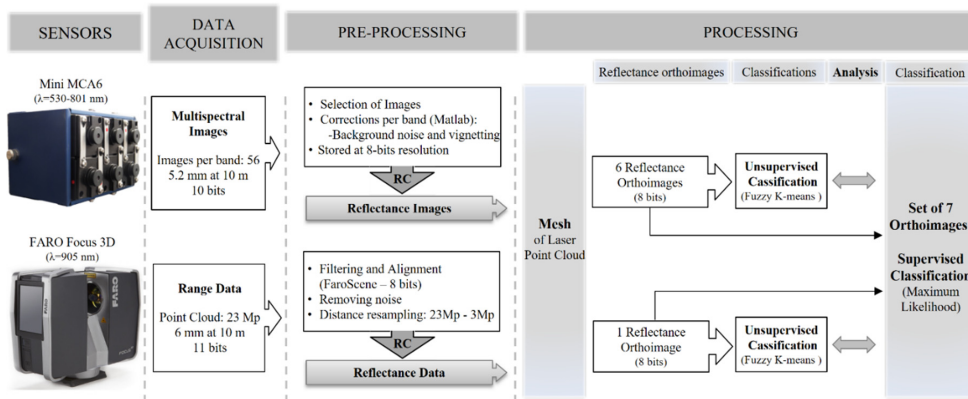 SENSORS
DATA
ACQUISITION
PRE-PROCESSING
PROCESSING
Reflectance orthoimages
Classifications
Analysis
Classification
Mini MCA6
(λ=530-801 nm)
Multispectral
Images
Images per band: 56
5.2 mm at 10 m
10 bits
• Selection of Images
• Corrections per band (Matlab):
-Background noise and vignetting
• Stored at 8-bits resolution
RC
Reflectance Images
6 Reflectance
Orthoimages
(8 bits)
Unsupervised
Cassification
(Fuzzy K-means )
Mesh
of Laser
Point Cloud
Set of 7
Orthoimages
Supervised
Classification
(Maximum
Likelihood)
FARO Focus 3D
(λ=905 nm)
FARO
Range Data
Point Cloud: 23 Mp
6 mm at 10 m
11 bits
• Filtering and Alignment
(FaroScene – 8 bits)
• Removing noise
• Distance resampling: 23Mp - 3Mp
RC
Reflectance Data
1 Reflectance
Orthoimage
(8 bits)
Unsupervised
Cassification
(Fuzzy K-means )